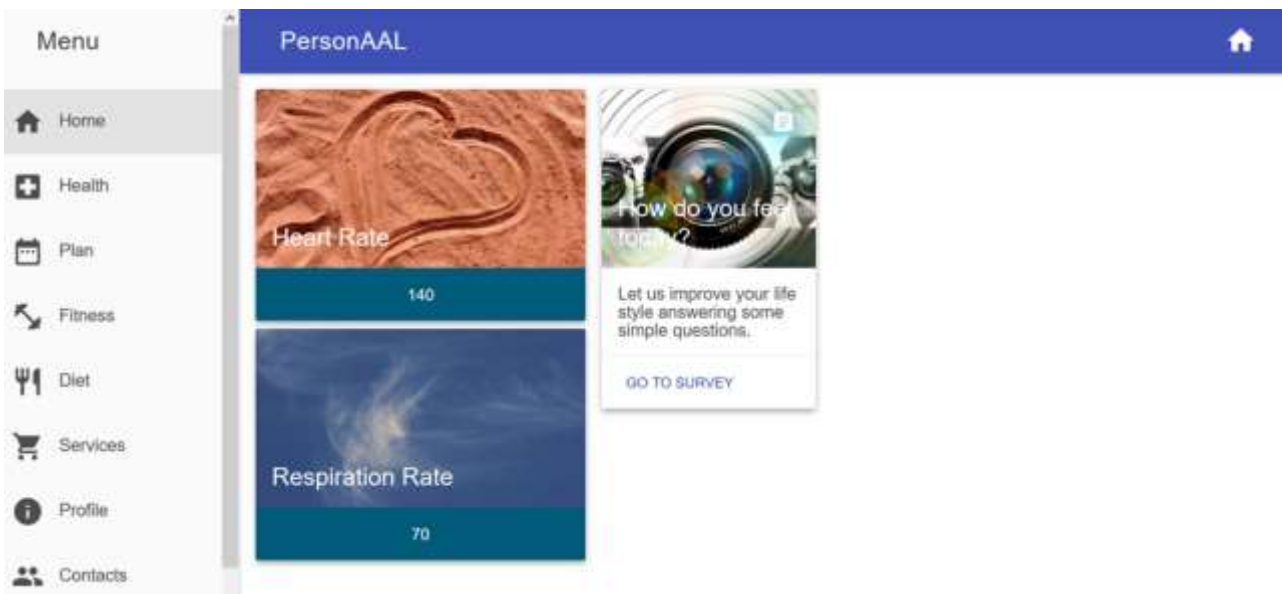 Menu
Home
Health
Plan
Fitness
Diet
Services
Profile
Contacts
PersonAAL
Heart Rate
140
Respiration Rate
70
How do you feel
today?
Let us improve your life
style answering some
simple questions.
GO TO SURVEY